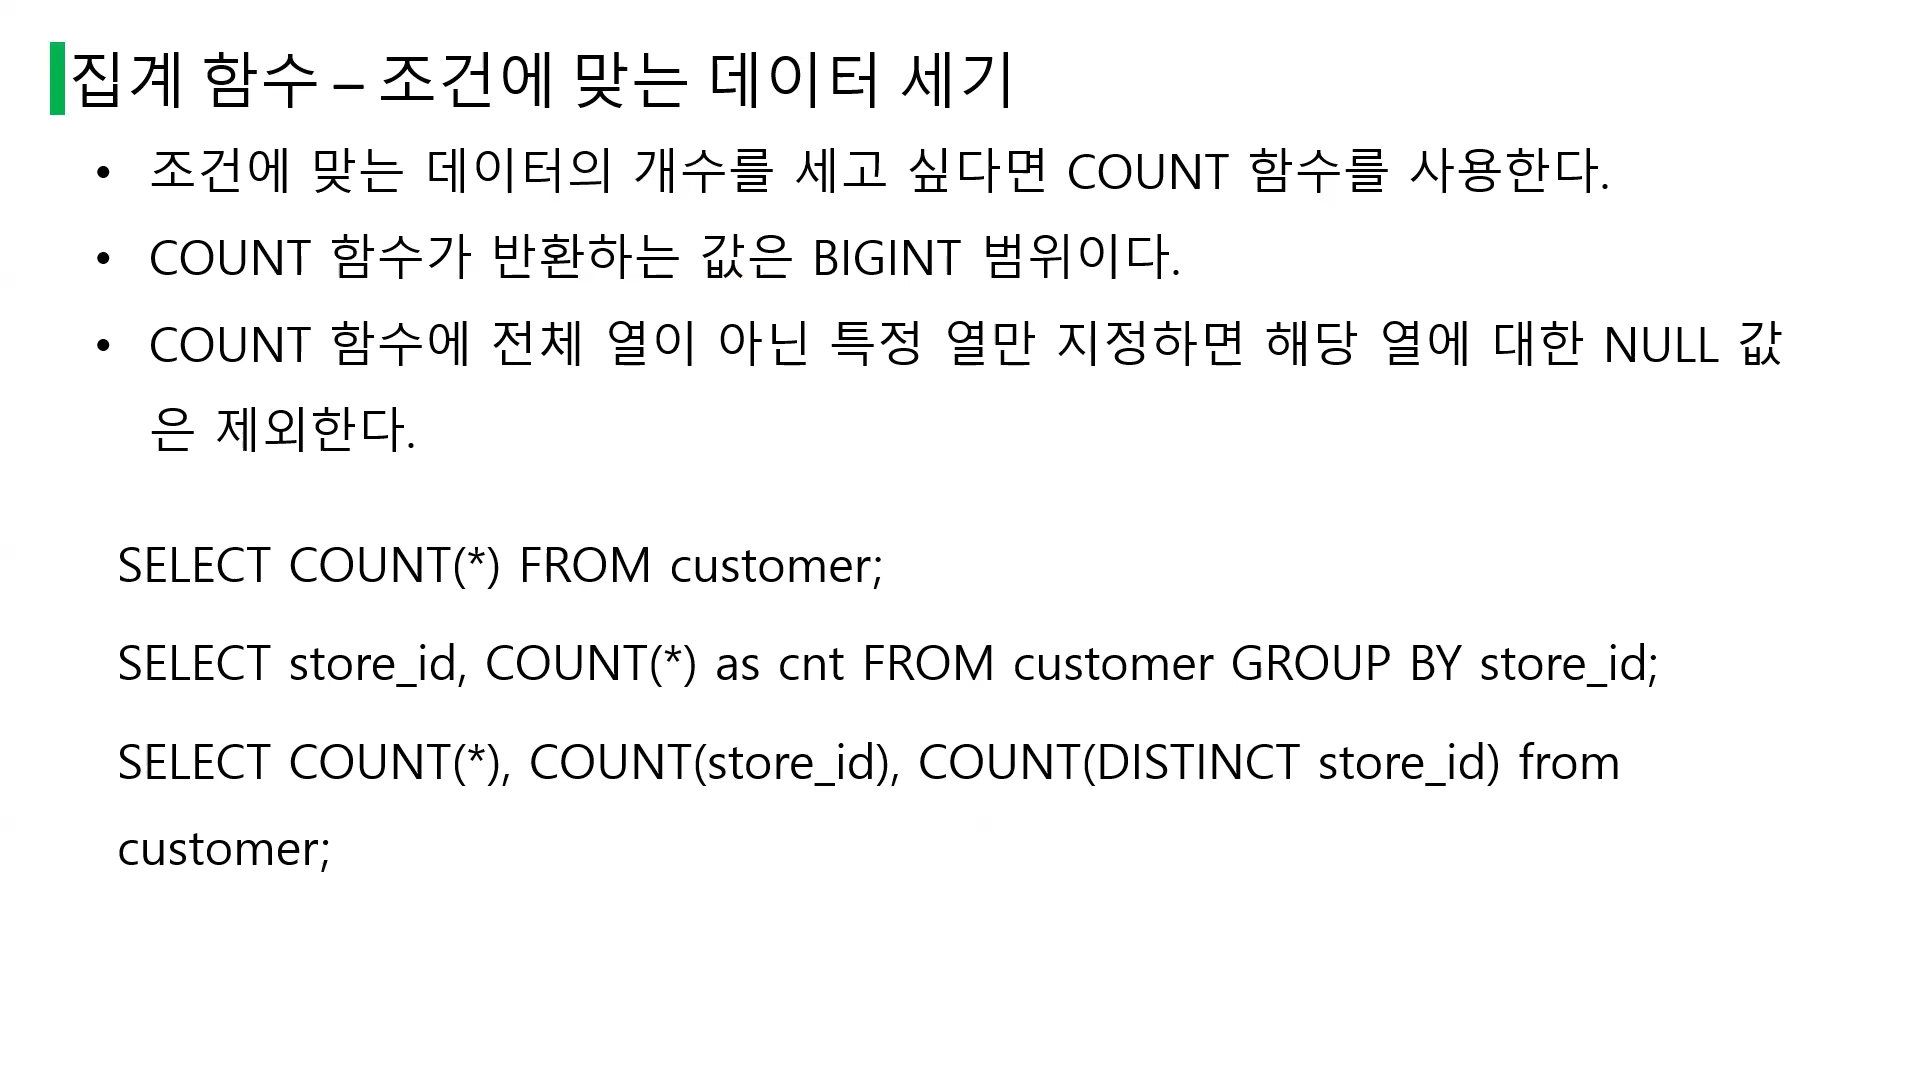 집계 함수 – 조건에 맞는 데이터 세기
• 조건에 맞는 데이터의 개수를 세고 싶다면 COUNT 함수를 사용한다.
• COUNT 함수가 반환하는 값은 BIGINT 범위이다.
• COUNT 함수에 전체 열이 아닌 특정 열만 지정하면 해당 열에 대한 NULL 값
은 제외한다.
SELECT COUNT(*) FROM customer;
SELECT store_id, COUNT(*) as cnt FROM customer GROUP BY store_id;
SELECT COUNT(*), COUNT(store_id), COUNT(DISTINCT store_id) from
customer;